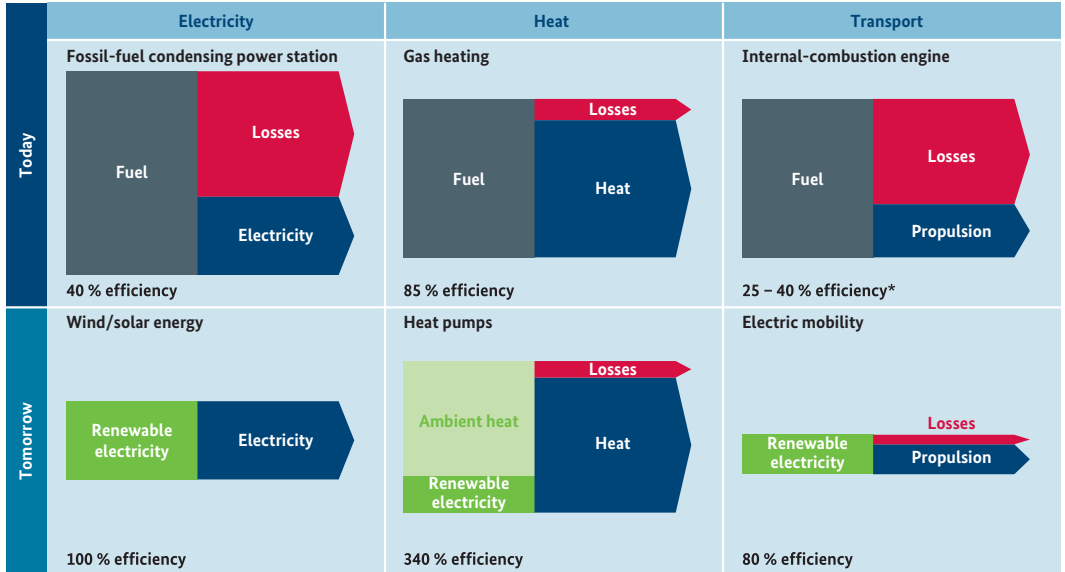 Electricity
Heat
Transport
Today
Fossil-fuel condensing power station
Fuel
Losses
Electricity
40 % efficiency
Gas heating
Fuel
Losses
Heat
85 % efficiency
Internal-combustion engine
Fuel
Losses
Propulsion
25 – 40 % efficiency*
Tomorrow
Wind/solar energy
Renewable
electricity
Electricity
100 % efficiency
Heat pumps
Ambient heat
Renewable
electricity
Losses
Heat
340 % efficiency
Electric mobility
Renewable
electricity
Losses
Propulsion
80 % efficiency